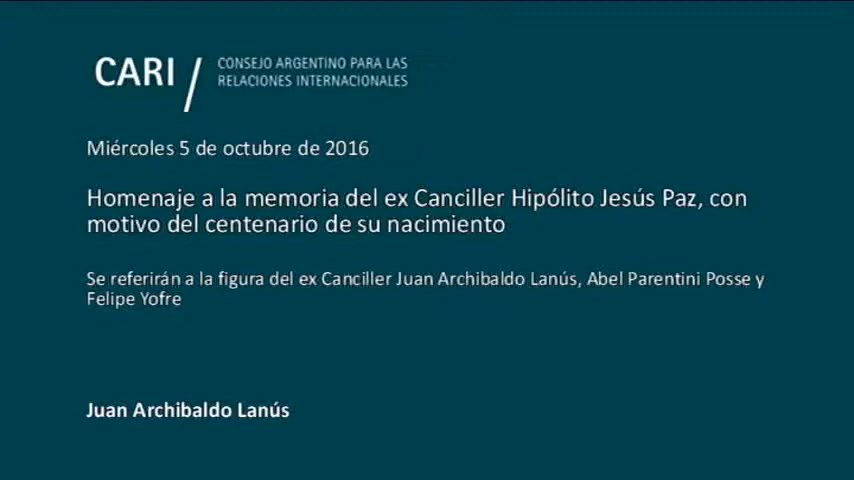 CARI /
CONSEJO ARGENTINO PARA LAS
RELACIONES INTERNACIONALES
Miércoles 5 de octubre de 2016
Homenaje a la memoria del ex Canciller Hipólito Jesús Paz, con
motivo del centenario de su nacimiento
Se referirán a la figura del ex Canciller Juan Archibaldo Lanús, Abel Parentini Posse y
Felipe Yofre
Juan Archibaldo Lanús